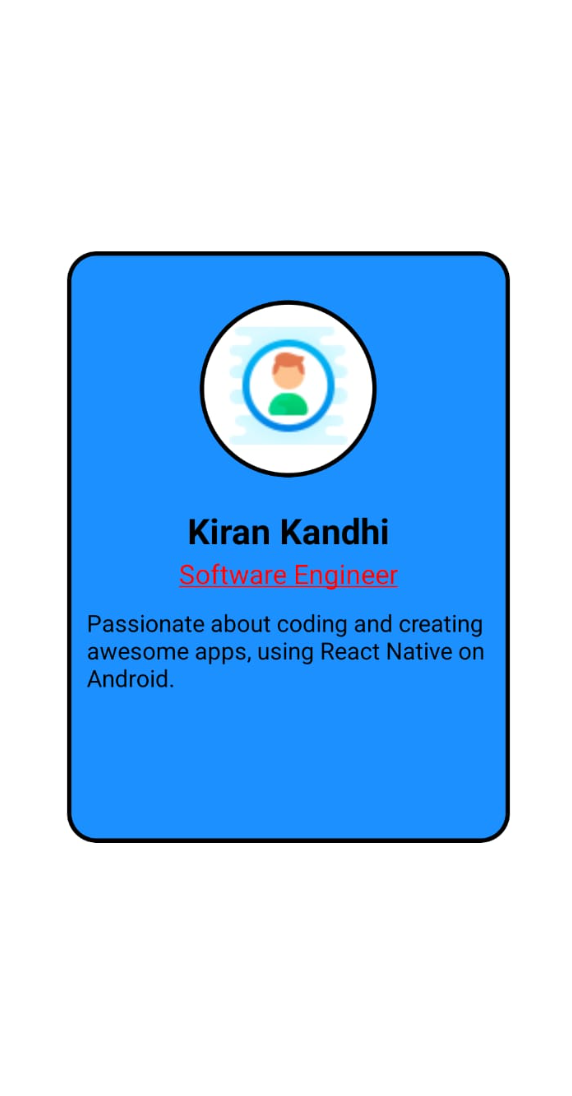 Kiran Kandhi
Software Engineer
Passionate about coding and creating
awesome apps, using React Native on
Android.